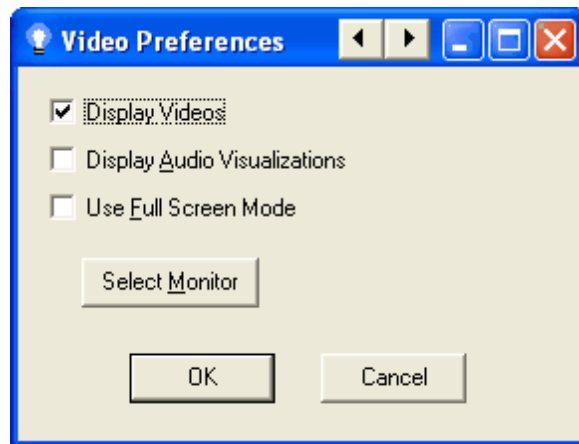 Video Preferences
Display Videos
Display Audio Visualizations
Use Full Screen Mode
Select Monitor
OK Cancel